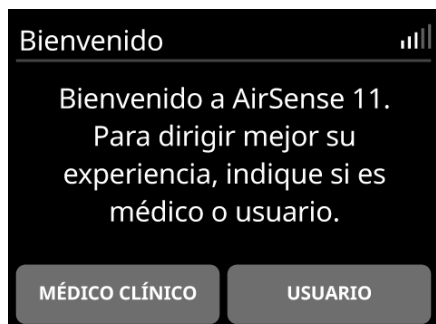 Bienvenido
Bienvenido a AirSense 11.
Para dirigir mejor su
experiencia, indique si es
médico o usuario.
MÉDICO CLÍNICO USUARIO